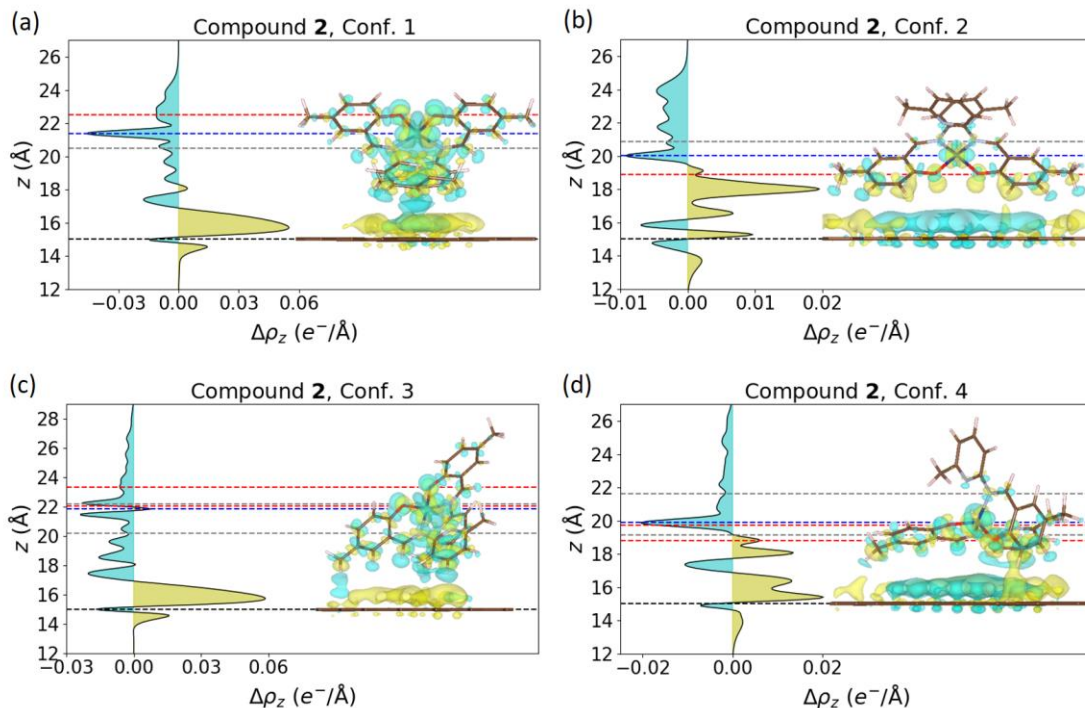 (a)
Compound 2, Conf. 1
26
24
22
20
18
16
14
12
z (Å)
−0.03 0.00 0.03 0.06
Δρz (e−/Å)
(b)
Compound 2, Conf. 2
26
24
22
20
18
16
14
12
z (Å)
−0.01 0.00 0.01 0.02
Δρz (e−/Å)
(c)
Compound 2, Conf. 3
28
26
24
22
20
18
16
14
12
z (Å)
−0.03 0.00 0.03 0.06
Δρz (e−/Å)
(d)
Compound 2, Conf. 4
26
24
22
20
18
16
14
12
z (Å)
−0.02 0.00 0.02
Δρz (e−/Å)